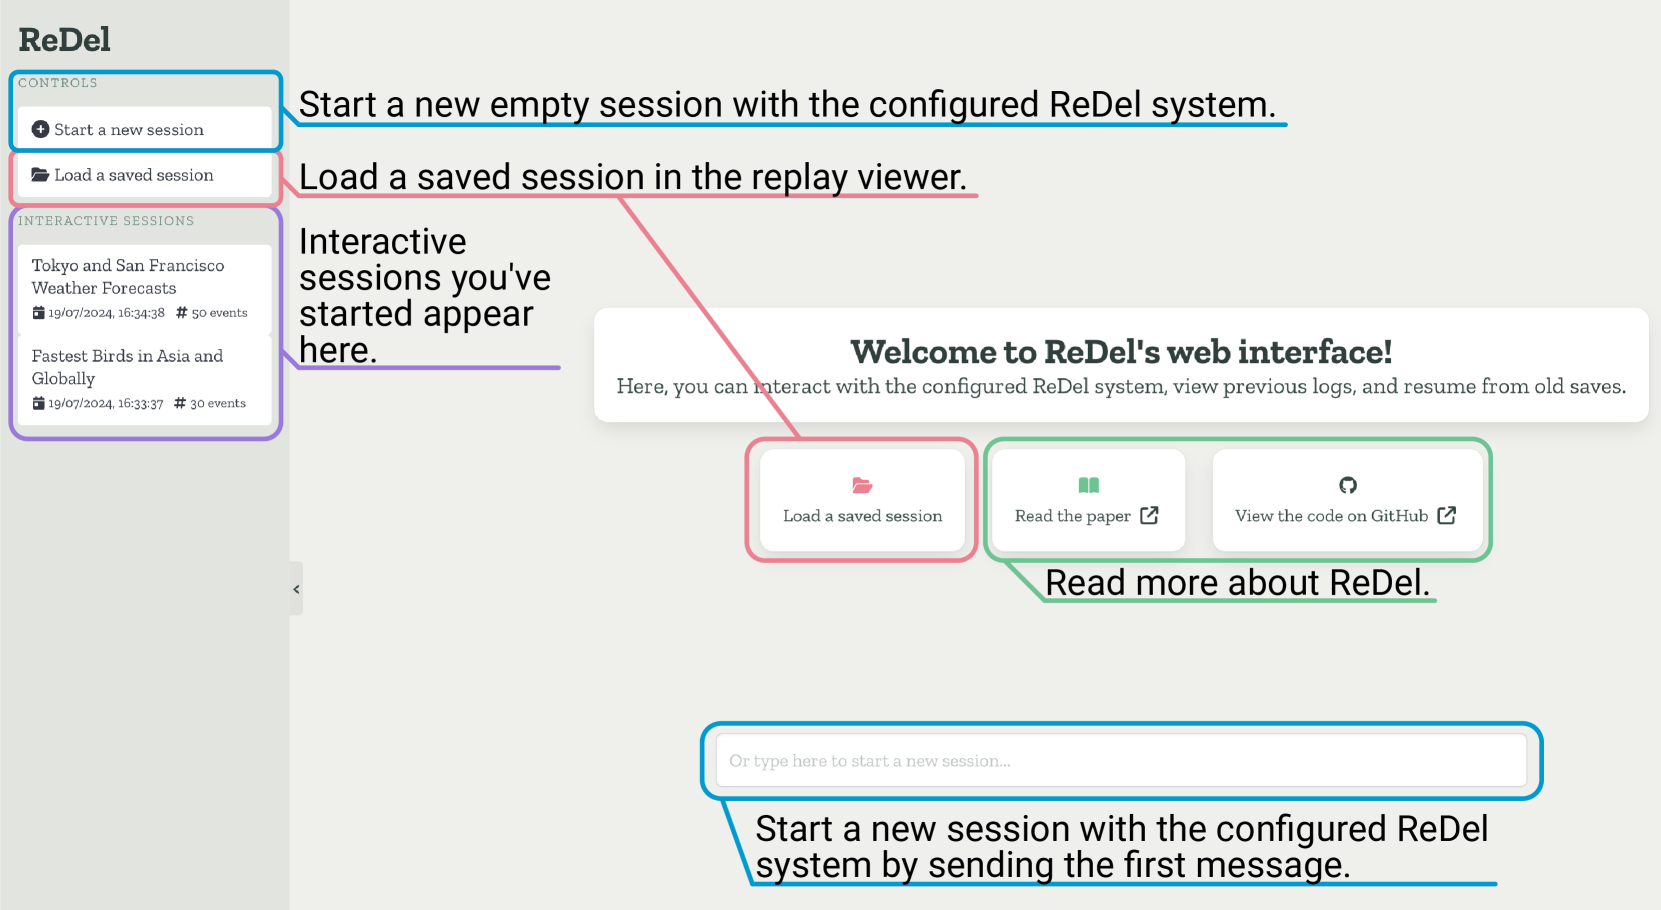 ReDel
CONTROLS
Start a new session
Load a saved session
INTERACTIVE SESSIONS
Tokyo and San Francisco
Weather Forecasts
19/07/2024, 16:34:38 # 50 events
Fastest Birds in Asia and
Globally
19/07/2024, 16:33:37 # 30 events
Start a new empty session with the configured ReDel system.
Load a saved session in the replay viewer.
Interactive
sessions you've
started appear
here.
Welcome to ReDel's web interface!
Here, you can interact with the configured ReDel system, view previous logs, and resume from old saves.
Load a saved session
Read the paper
View the code on GitHub
Read more about ReDel.
Or type here to start a new session...
Start a new session with the configured ReDel
system by sending the first message.